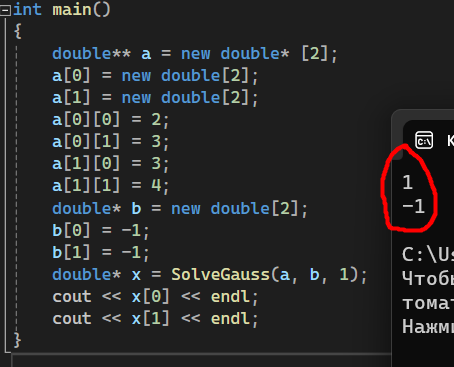 int main()
{
double** a = new double* [2];
a[0] = new double[2];
a[1] = new double[2];
a[0][0] = 2;
a[0][1] = 3;
a[1][0] = 3;
a[1][1] = 4;
double* b = new double[2];
b[0] = -1;
b[1] = -1;
double* x = SolveGauss(a, b, 1);
cout << x[0] << endl;
cout << x[1] << endl;
}
1
-1
C:\Us
Чтобы
томат
Нажми